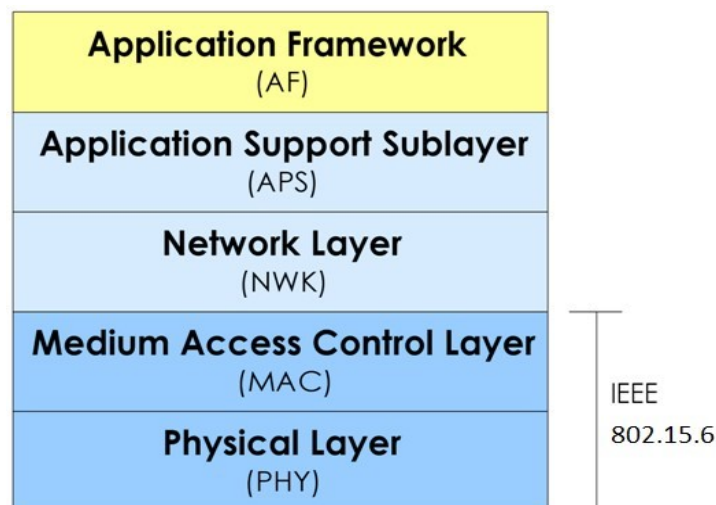 Application Framework
(AF)
Application Support Sublayer
(APS)
Network Layer
(NWK)
Medium Access Control Layer
(MAC)
Physical Layer
(PHY)
IEEE
802.15.6